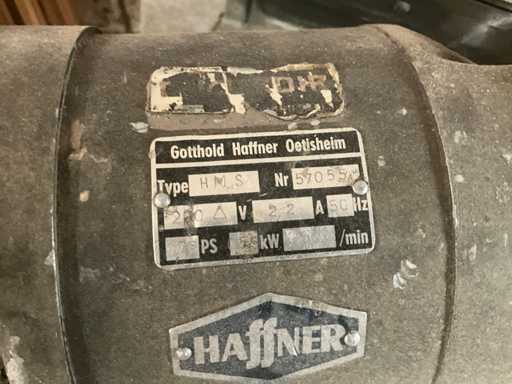 Gotthold Haffner Oetisheim
Type HMS Nr 57055
220 △ V 2.2 A 50 Hz
PS kW /min
HAffNER